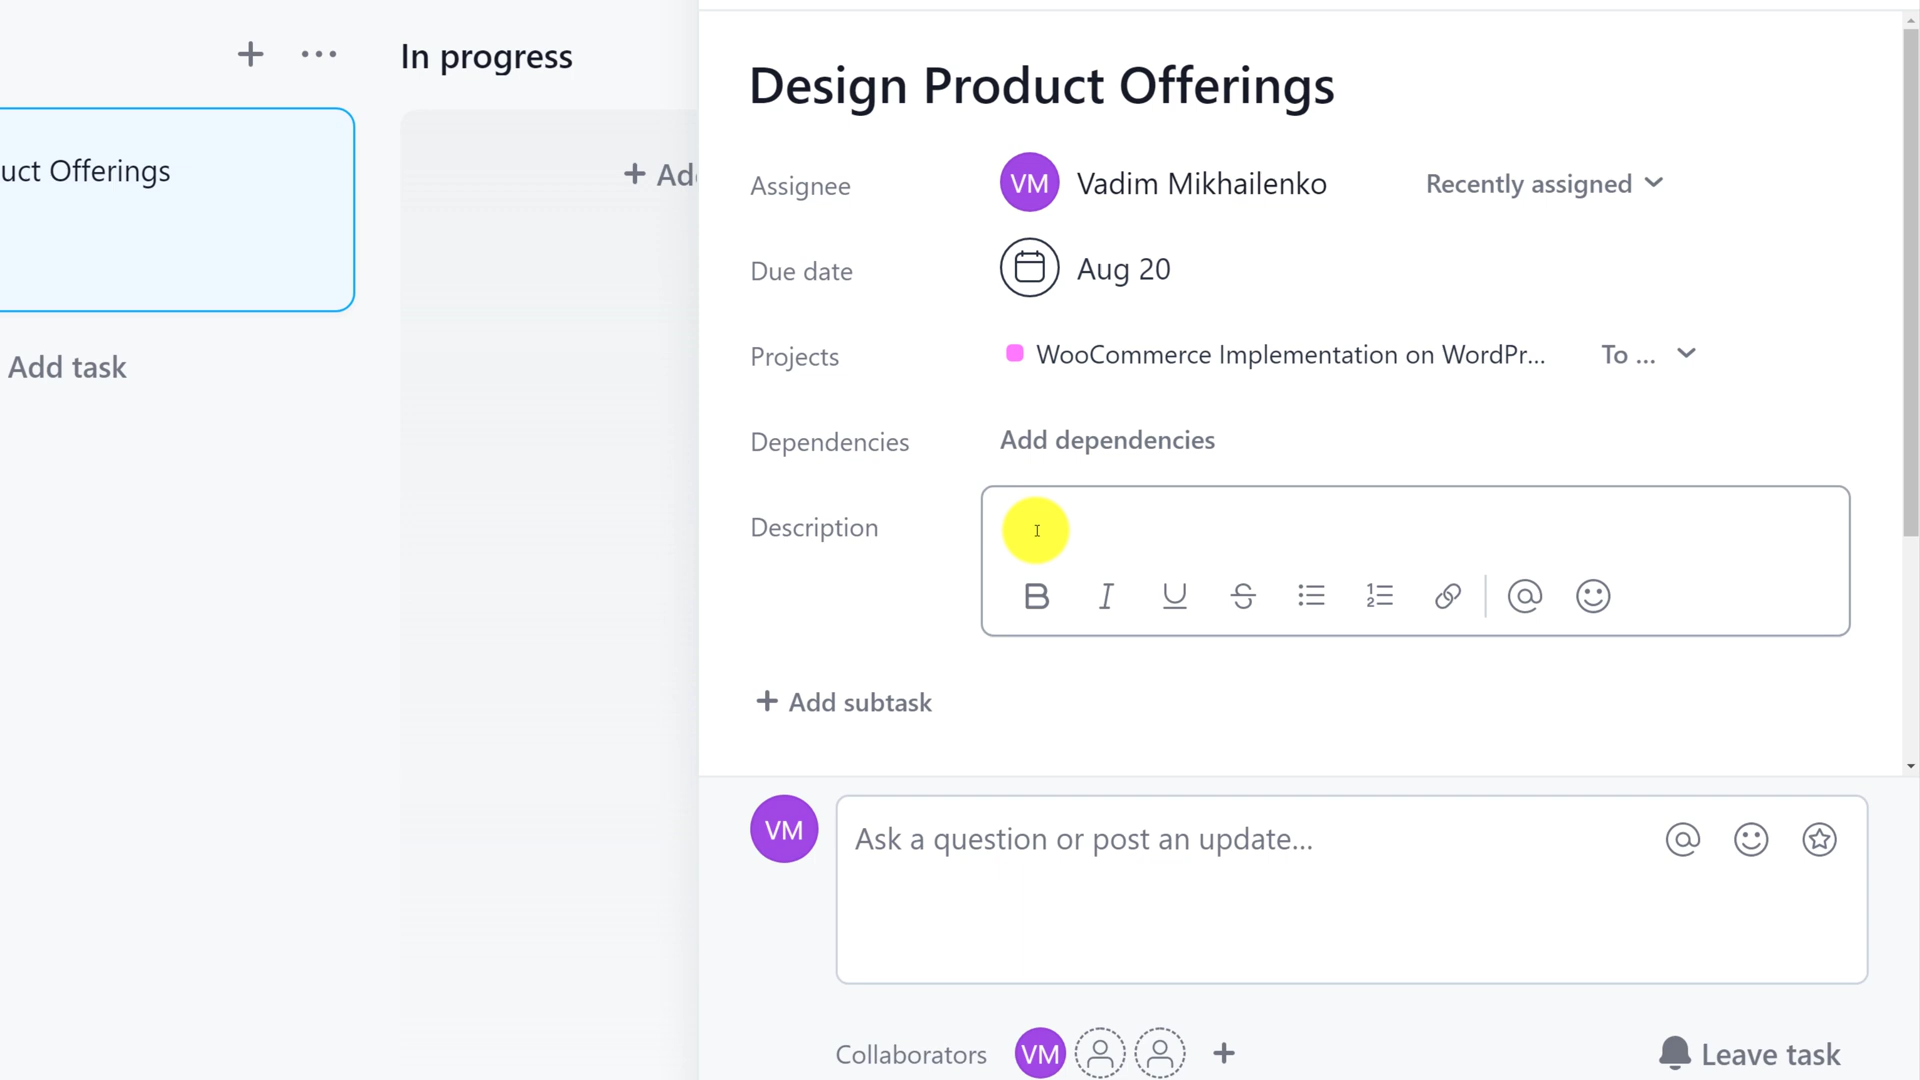 In progress
uct Offerings
Add task
Design Product Offerings
Assignee
VM
Vadim Mikhailenko
Recently assigned
Due date
Aug 20
Projects
WooCommerce Implementation on WordPr...
To ...
Dependencies
Add dependencies
Description
B I U S
@
+ Add subtask
VM
Ask a question or post an update...
@
Collaborators
VM
+
Leave task